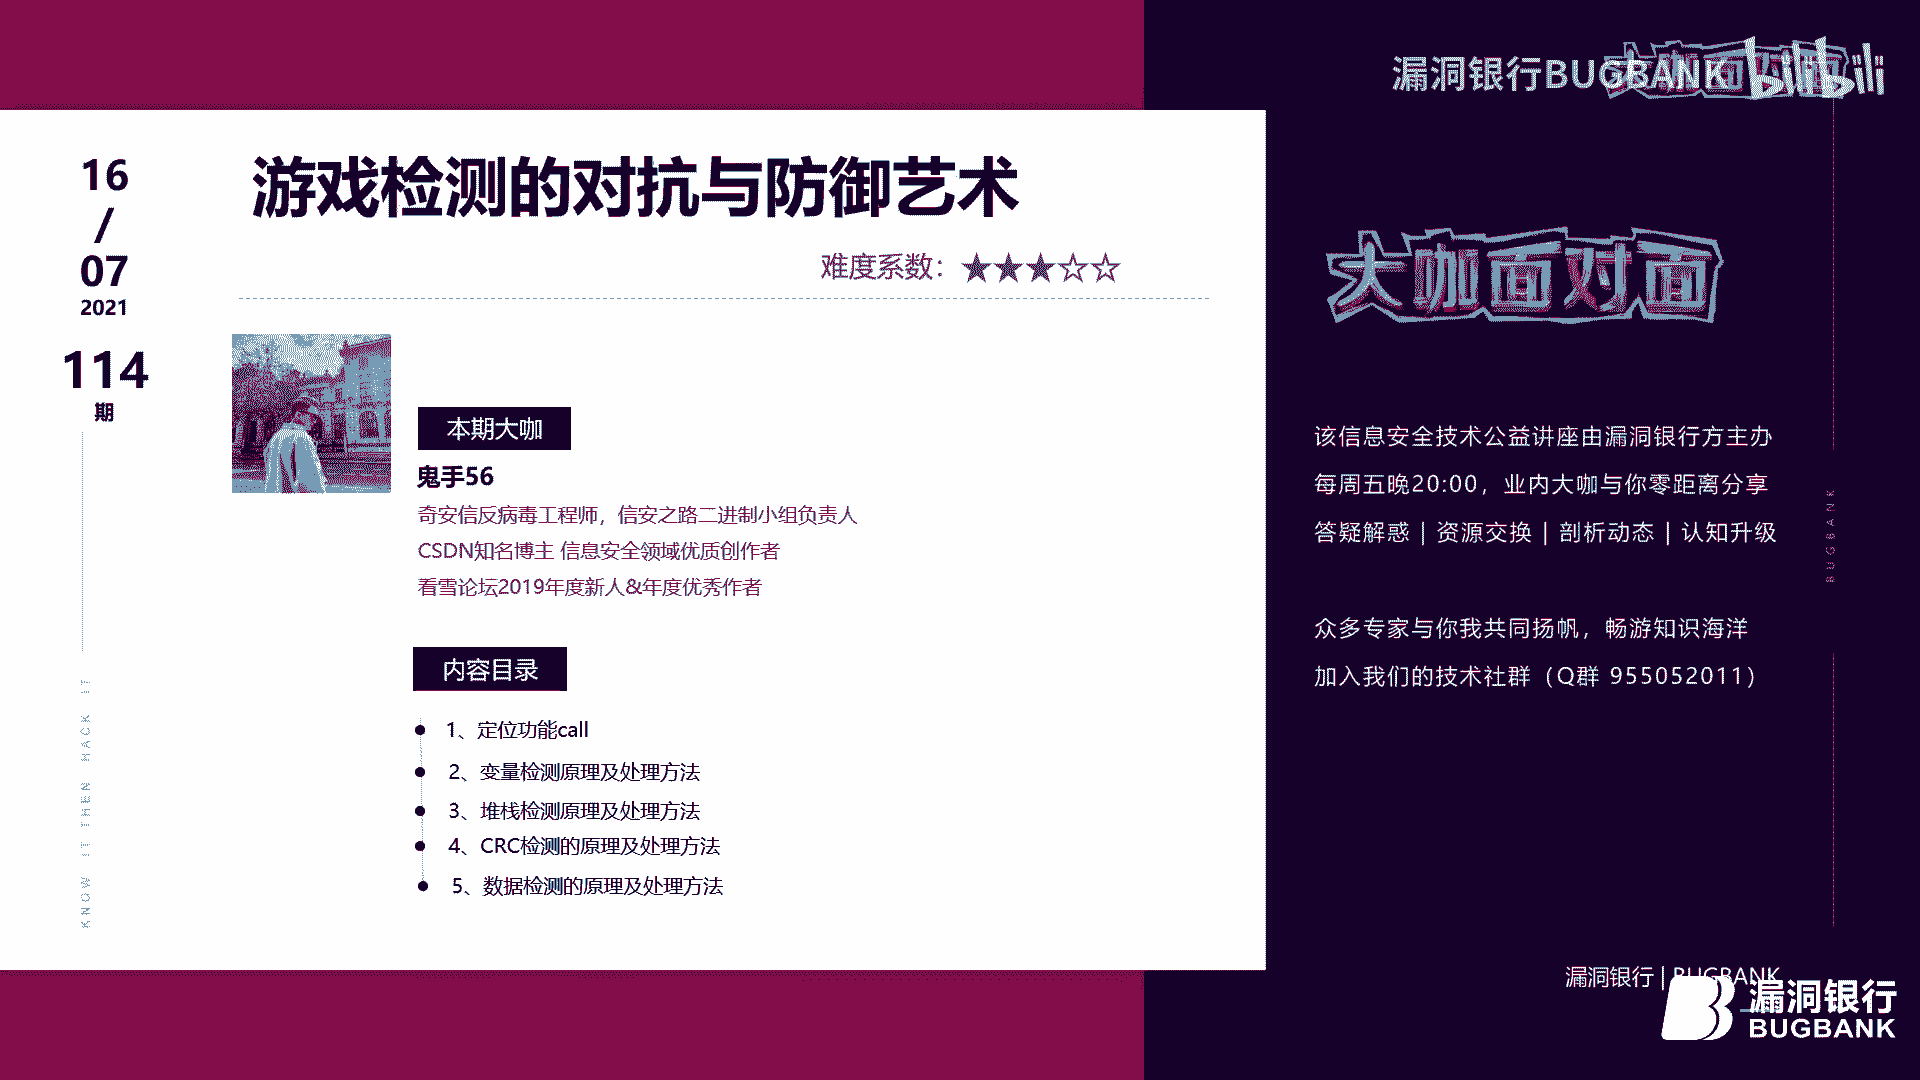 漏洞银行BUGBANK
bilibili
16
/
07
2021
114
期
KNOW IT THEN HACK IT
游戏检测的对抗与防御艺术
难度系数：★★★☆☆
本期大咖
鬼手56
奇安信反病毒工程师，信安之路二进制小组负责人
CSDN知名博主 信息安全领域优质创作者
看雪论坛2019年度新人&年度优秀作者
内容目录
1、定位功能call
2、变量检测原理及处理方法
3、堆栈检测原理及处理方法
4、CRC检测的原理及处理方法
5、数据检测的原理及处理方法
大咖面对面
该信息安全技术公益讲座由漏洞银行方主办
每周五晚20:00，业内大咖与你零距离分享
答疑解惑 | 资源交换 | 剖析动态 | 认知升级
众多专家与你我共同扬帆，畅游知识海洋
加入我们的技术社群（Q群 955052011）
BUGBANK
漏洞银行 | BUGBANK
漏洞银行
BUGBANK